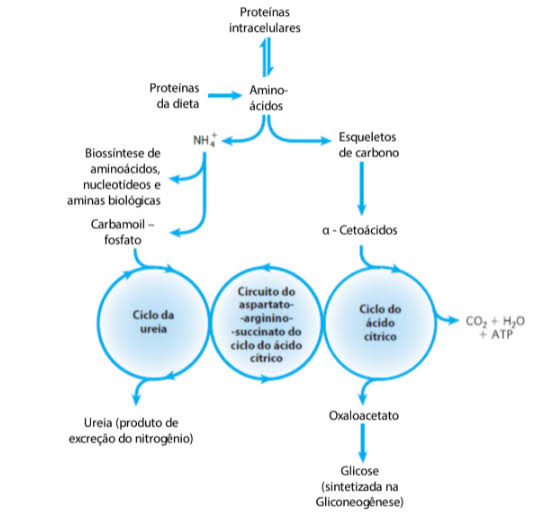 Proteínas
intracelulares
Proteínas
da dieta
Amino-
ácidos
NH₄⁺
Esqueletos
de carbono
Biossíntese de
aminoácidos,
nucleotídeos e
aminas biológicas
Carbamoil –
fosfato
α - Cetoácidos
Ciclo da
ureia
Circuito do
aspartato-
-arginino-
-succinato do
ciclo do ácido
cítrico
Ciclo do
ácido
cítrico
CO₂ + H₂O
+ ATP
Ureia (produto de
excreção do nitrogênio)
Oxaloacetato
Glicose
(sintetizada na
Gliconeogênese)